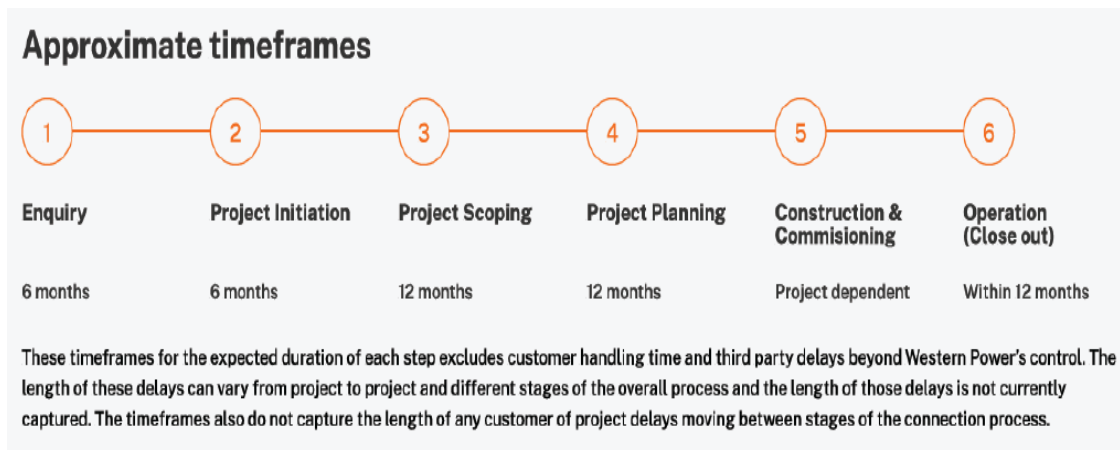 Approximate timeframes
1 2 3 4 5 6
Enquiry Project Initiation Project Scoping Project Planning Construction & Operation
Commisioning (Close out)
6 months 6 months 12 months 12 months Project dependent Within 12 months
These timeframes for the expected duration of each step excludes customer handling time and third party delays beyond Western Power's control. The
length of these delays can vary from project to project and different stages of the overall process and the length of those delays is not currently
captured. The timeframes also do not capture the length of any customer of project delays moving between stages of the connection process.